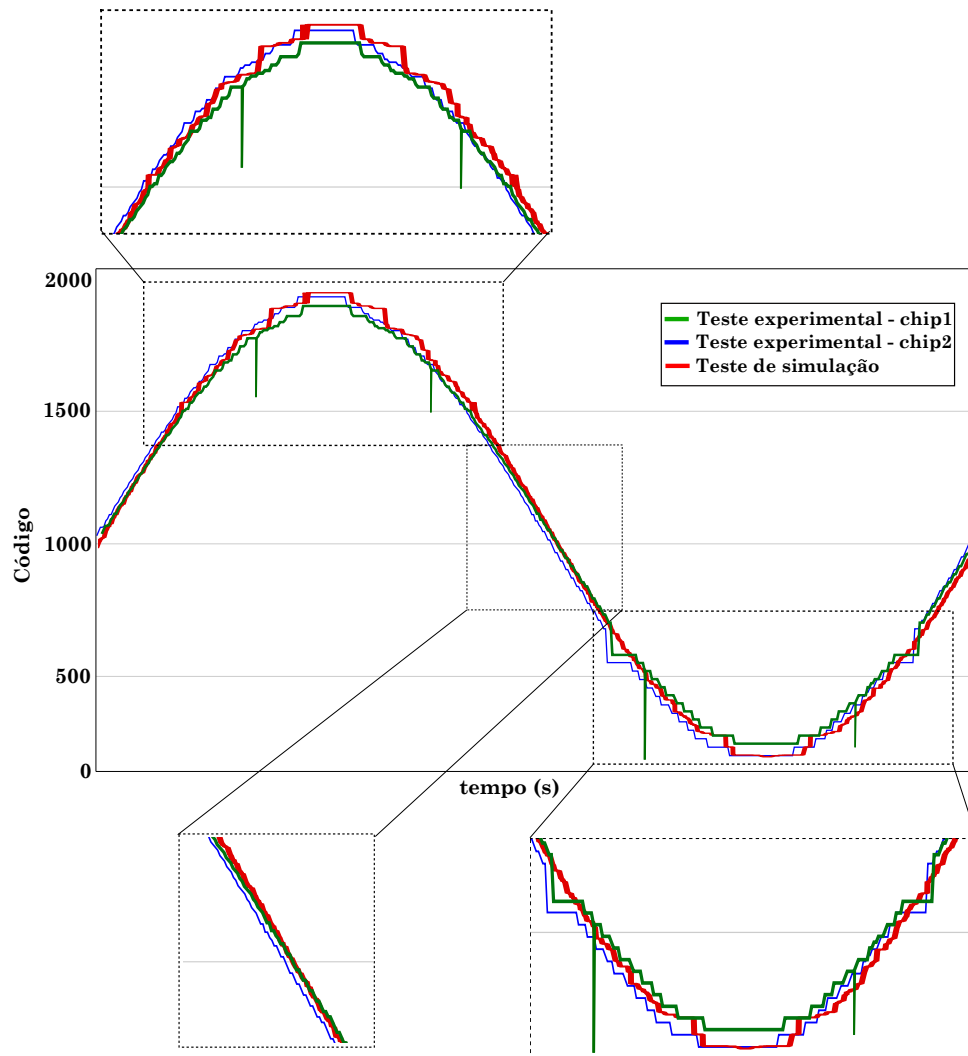 2000
1500
1000
500
0
Código
tempo (s)
Teste experimental - chip1
Teste experimental - chip2
Teste de simulação